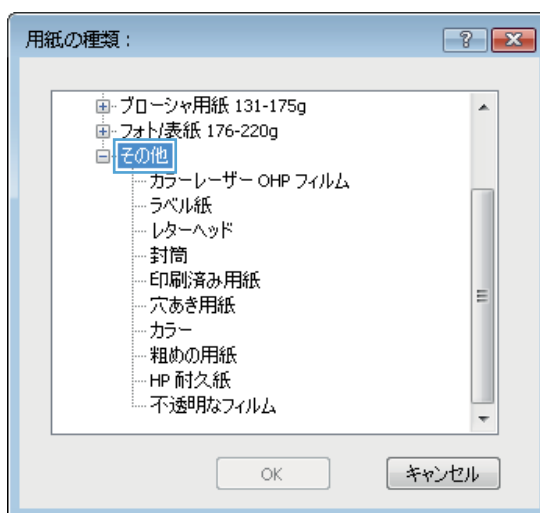 用紙の種類：
ブローシャ用紙 131-175g
フォト/表紙 176-220g
その他
カラーレーザー OHP フィルム
ラベル紙
レターヘッド
封筒
印刷済み用紙
穴あき用紙
カラー
粗めの用紙
HP 耐久紙
不透明なフィルム
OK キャンセル